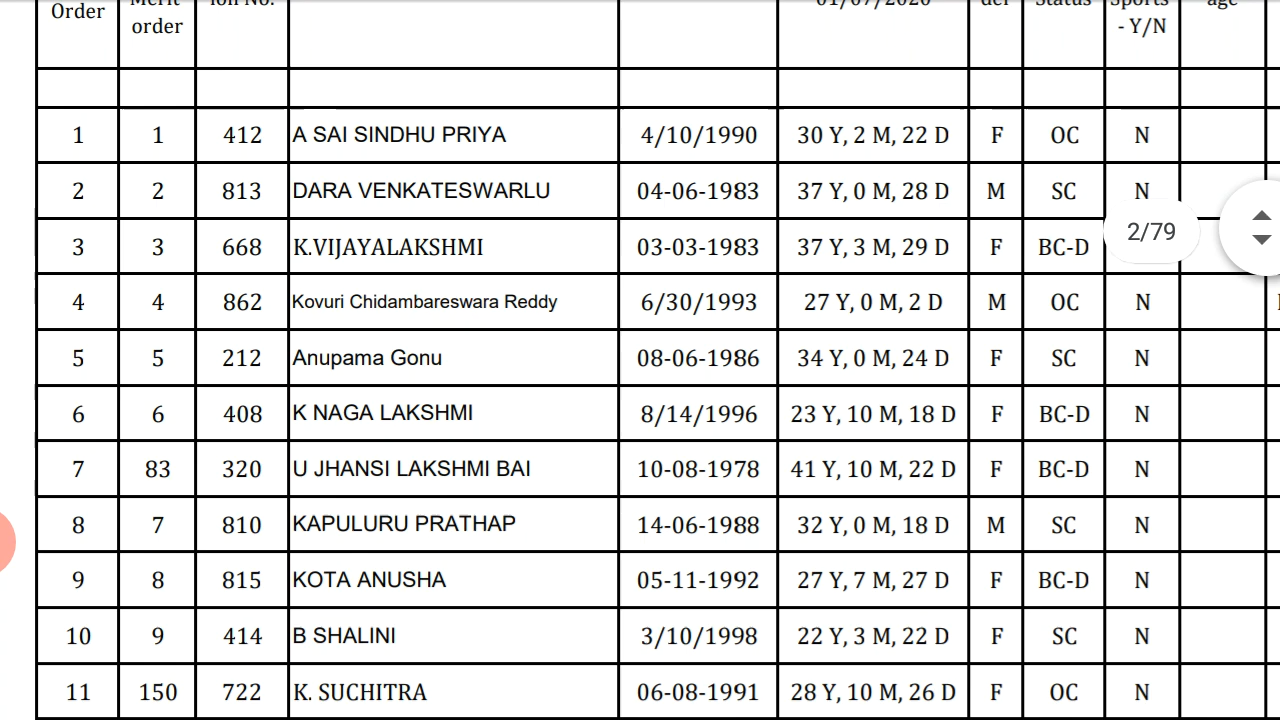 Order Merit order ion No. 01/07/2020 der Status Sports - Y/N age
1 1 412 A SAI SINDHU PRIYA 4/10/1990 30 Y, 2 M, 22 D F OC N
2 2 813 DARA VENKATESWARLU 04-06-1983 37 Y, 0 M, 28 D M SC N
3 3 668 K.VIJAYALAKSHMI 03-03-1983 37 Y, 3 M, 29 D F BC-D
2/79
4 4 862 Kovuri Chidambareswara Reddy 6/30/1993 27 Y, 0 M, 2 D M OC N
5 5 212 Anupama Gonu 08-06-1986 34 Y, 0 M, 24 D F SC N
6 6 408 K NAGA LAKSHMI 8/14/1996 23 Y, 10 M, 18 D F BC-D N
7 83 320 U JHANSI LAKSHMI BAI 10-08-1978 41 Y, 10 M, 22 D F BC-D N
8 7 810 KAPULURU PRATHAP 14-06-1988 32 Y, 0 M, 18 D M SC N
9 8 815 KOTA ANUSHA 05-11-1992 27 Y, 7 M, 27 D F BC-D N
10 9 414 B SHALINI 3/10/1998 22 Y, 3 M, 22 D F SC N
11 150 722 K. SUCHITRA 06-08-1991 28 Y, 10 M, 26 D F OC N